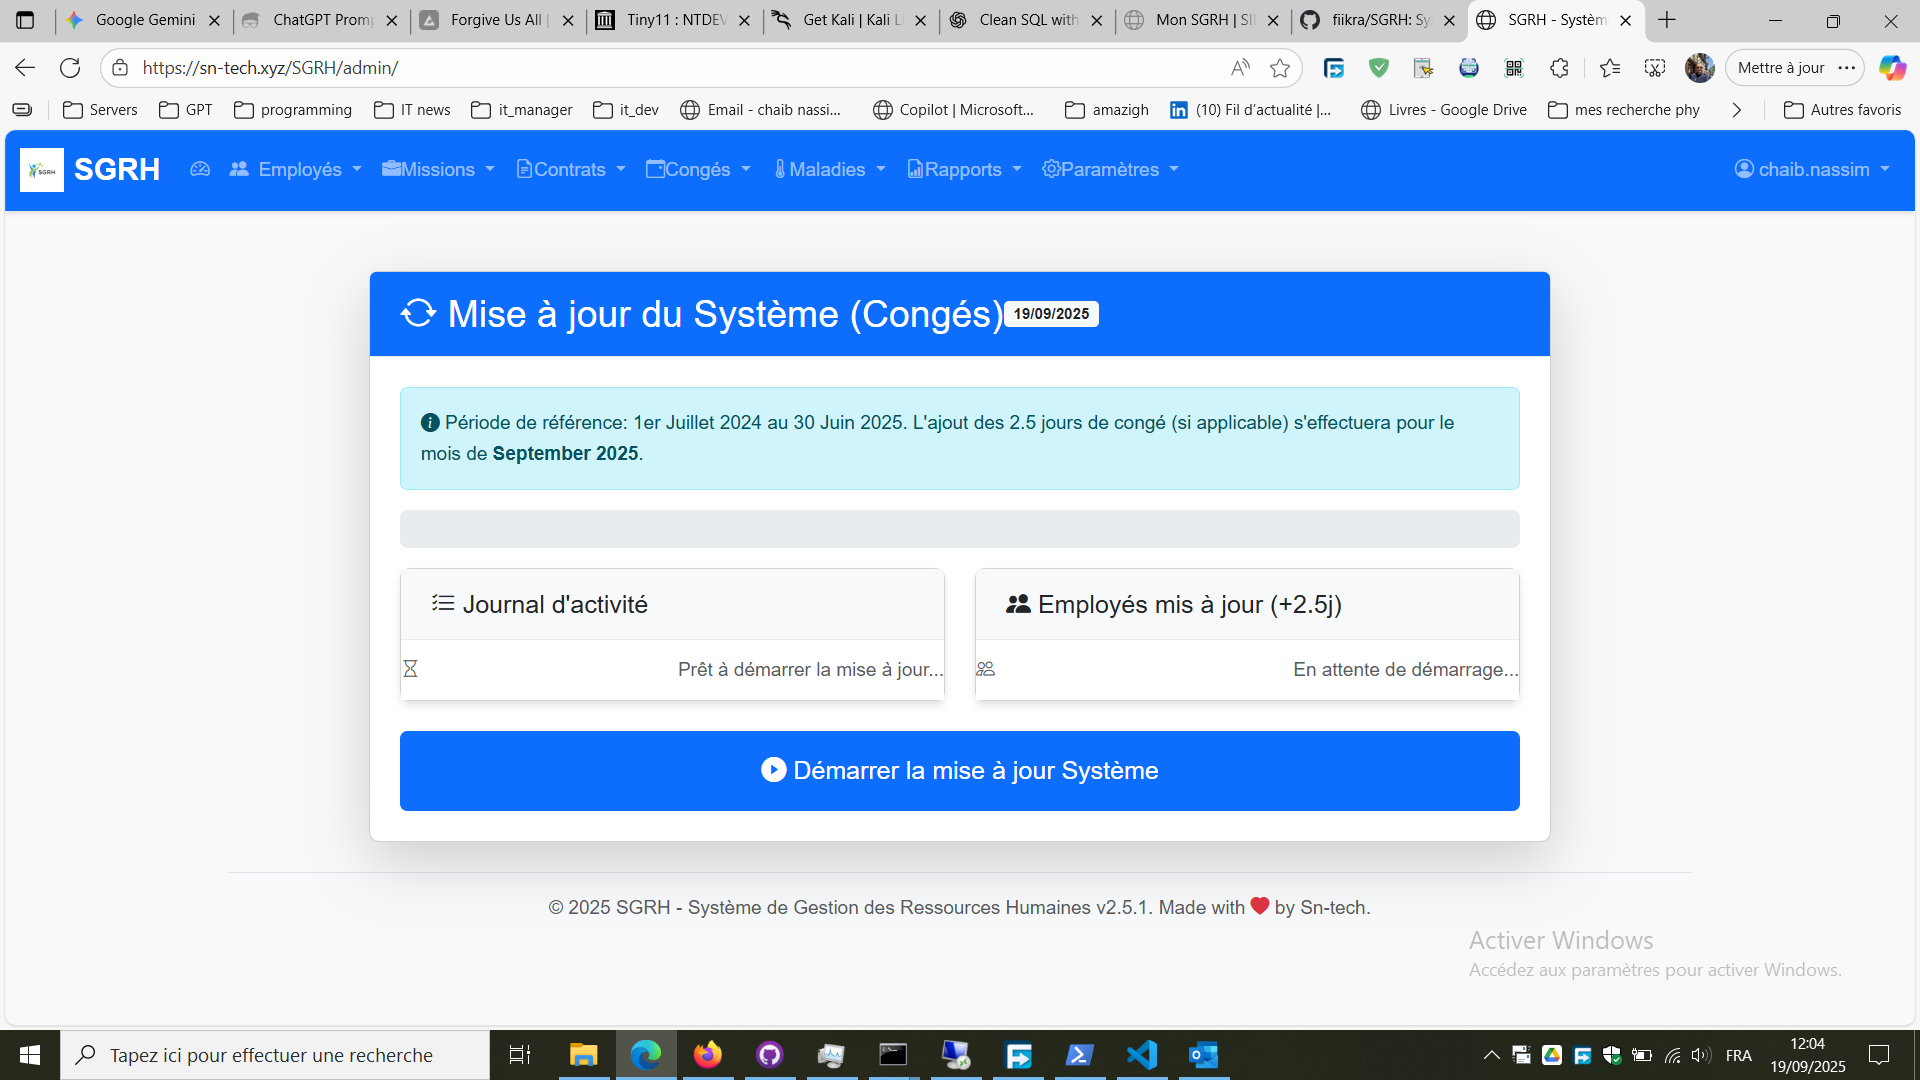 Google Gemini
ChatGPT Promp
Forgive Us All |
Tiny11 : NTDEV
Get Kali | Kali Li
Clean SQL with
Mon SGRH | SI
fiikra/SGRH: Sy
SGRH - Systèm
https://sn-tech.xyz/SGRH/admin/
Mettre à jour
Servers
GPT
programming
IT news
it_manager
it_dev
Email - chaib nassi...
Copilot | Microsoft...
amazigh
(10) Fil d'actualité |...
Livres - Google Drive
mes recherche phy
Autres favoris
SGRH
Employés
Missions
Contrats
Congés
Maladies
Rapports
Paramètres
chaib.nassim
Mise à jour du Système (Congés) 19/09/2025
Période de référence: 1er Juillet 2024 au 30 Juin 2025. L'ajout des 2.5 jours de congé (si applicable) s'effectuera pour le
mois de September 2025.
Journal d'activité
Prêt à démarrer la mise à jour...
Employés mis à jour (+2.5j)
En attente de démarrage...
Démarrer la mise à jour Système
© 2025 SGRH - Système de Gestion des Ressources Humaines v2.5.1. Made with ❤ by Sn-tech.
Activer Windows
Accédez aux paramètres pour activer Windows.
Tapez ici pour effectuer une recherche
FRA
12:04
19/09/2025